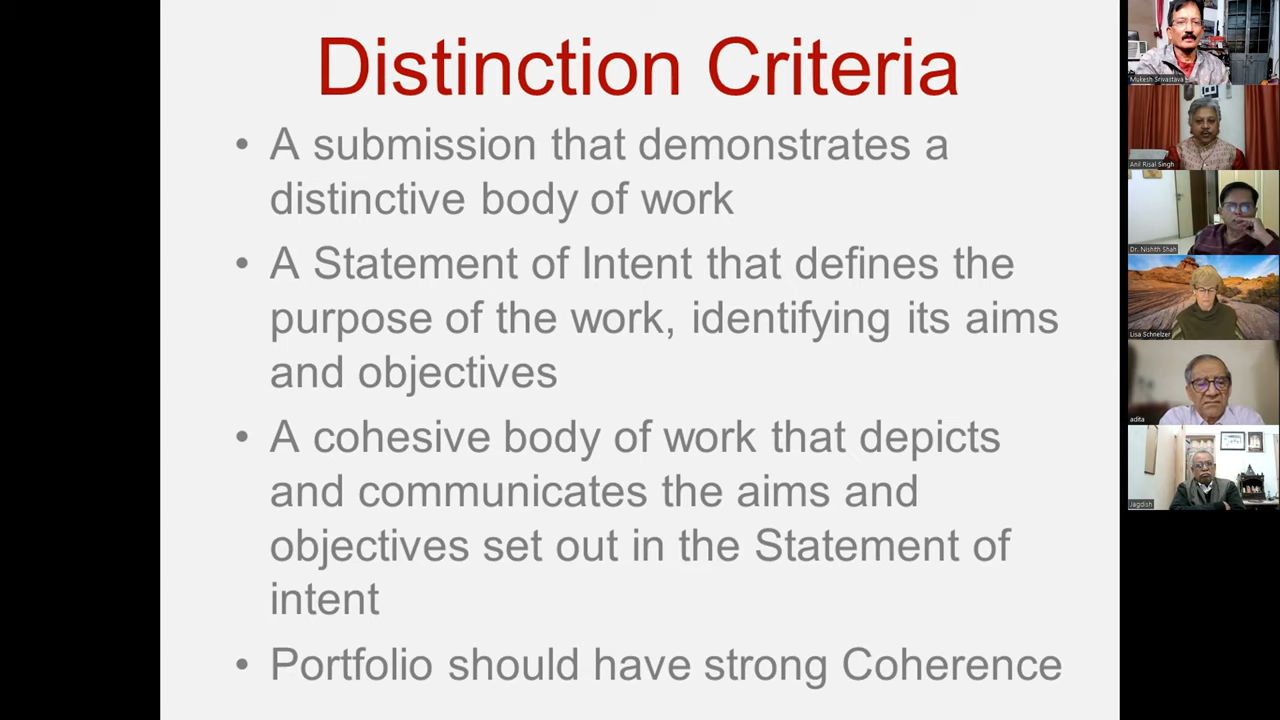 Distinction Criteria
• A submission that demonstrates a
distinctive body of work
• A Statement of Intent that defines the
purpose of the work, identifying its aims
and objectives
• A cohesive body of work that depicts
and communicates the aims and
objectives set out in the Statement of
intent
• Portfolio should have strong Coherence
Mukesh Srivastava
Anil Risal Singh
Dr. Nishith Shah
Lisa Schnelzer
adita
Jagdish